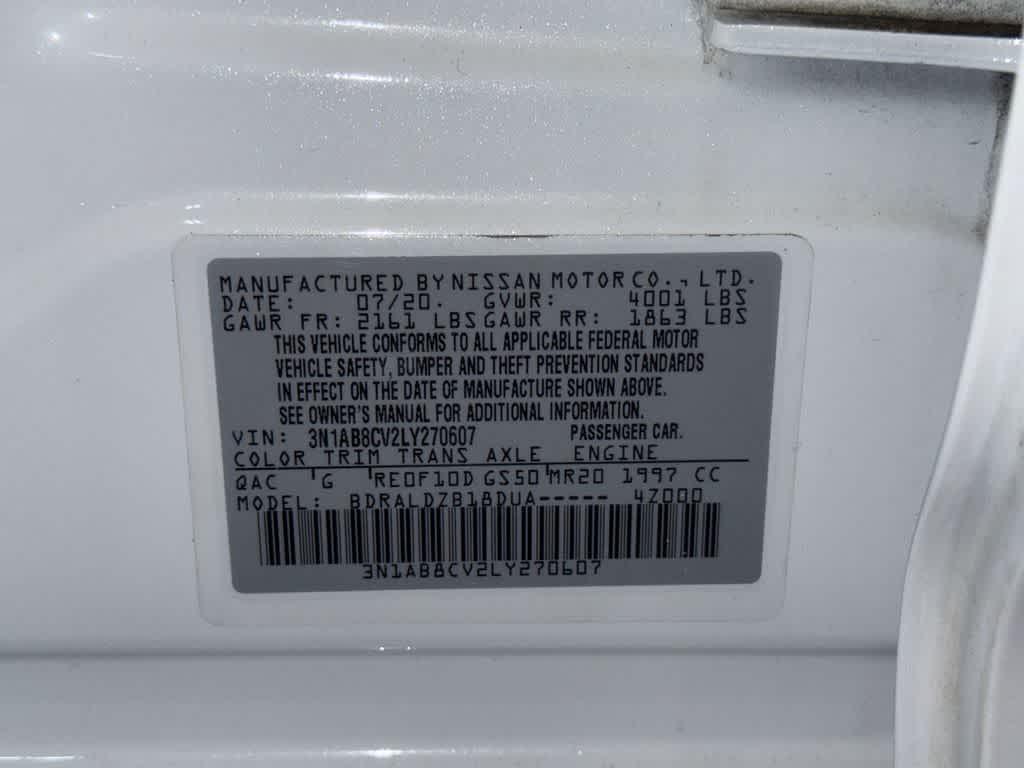 MANUFACTURED BY NISSAN MOTOR CO., LTD.
DATE: 07/20. GVWR: 4001 LBS
GAWR FR: 2161 LBS GAWR RR: 1863 LBS
THIS VEHICLE CONFORMS TO ALL APPLICABLE FEDERAL MOTOR
VEHICLE SAFETY, BUMPER AND THEFT PREVENTION STANDARDS
IN EFFECT ON THE DATE OF MANUFACTURE SHOWN ABOVE.
SEE OWNER'S MANUAL FOR ADDITIONAL INFORMATION.
VIN: 3N1AB8CV2LY270607 PASSENGER CAR.
COLOR TRIM TRANS AXLE ENGINE
QAC G RE0F10D GS50 MR20 1997 CC
MODEL: BDRALDZB18DUA----- 4Z000
3N1AB8CV2LY270607